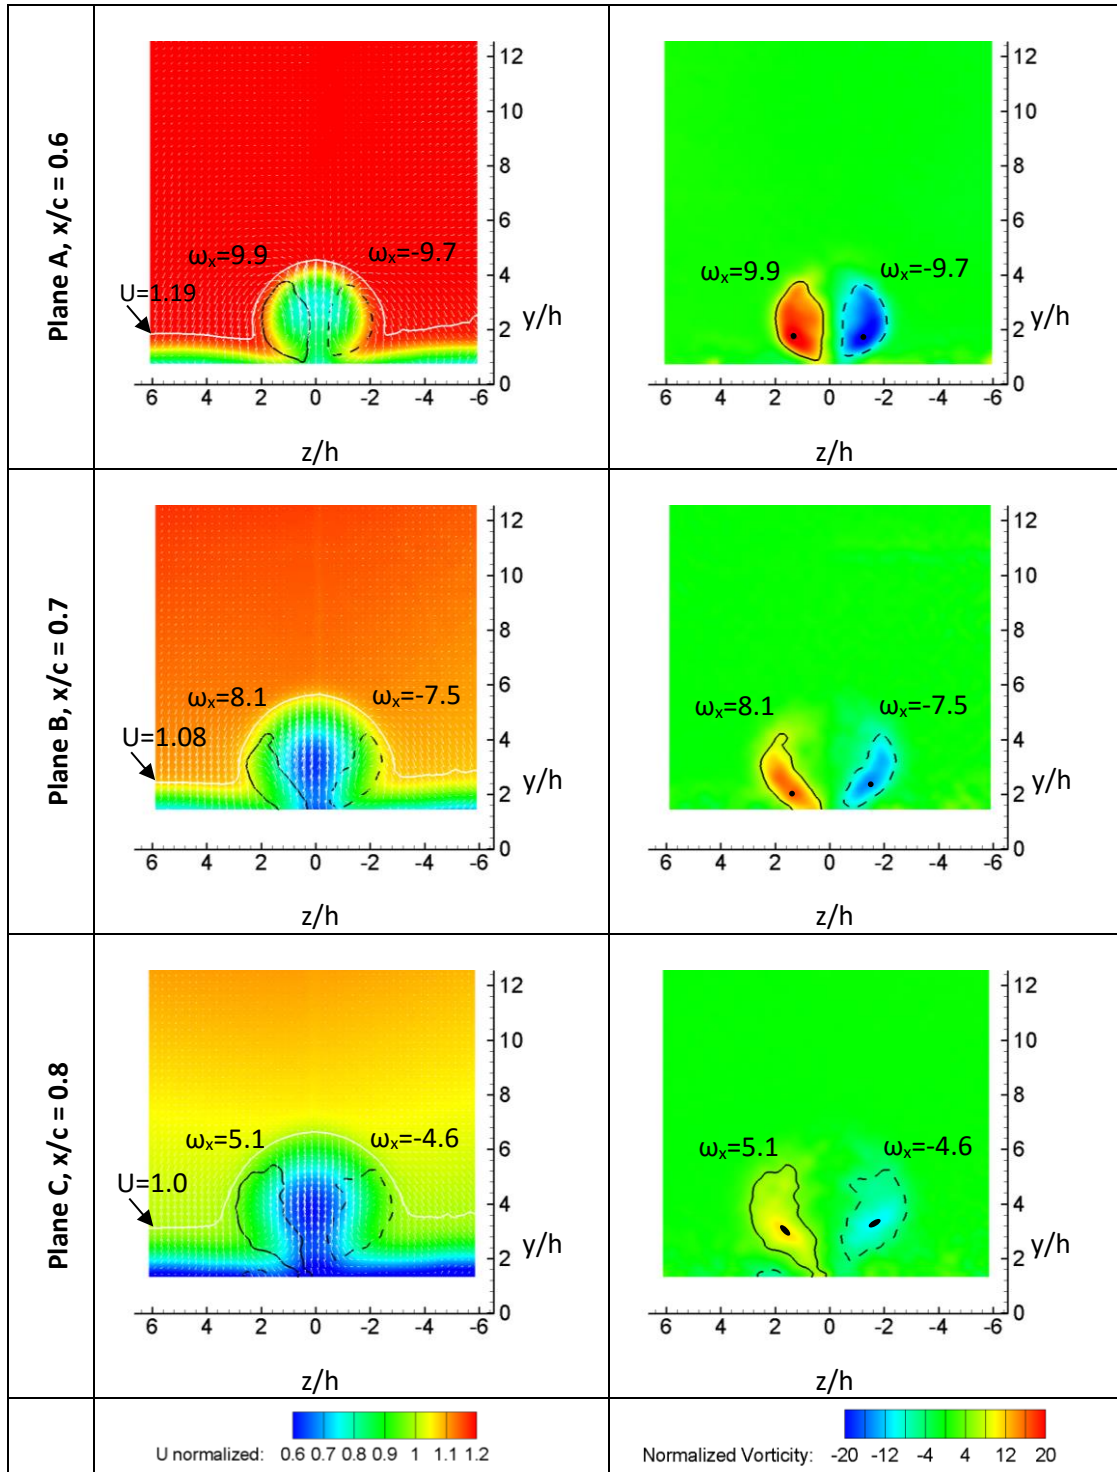 Plane A, x/c = 0.6
ωx=9.9
ωx=-9.7
U=1.19
12
10
8
6
4
2
0
y/h
6 4 2 0 -2 -4 -6
z/h
ωx=9.9
ωx=-9.7
12
10
8
6
4
2
0
y/h
6 4 2 0 -2 -4 -6
z/h
Plane B, x/c = 0.7
ωx=8.1
ωx=-7.5
U=1.08
12
10
8
6
4
2
0
y/h
6 4 2 0 -2 -4 -6
z/h
ωx=8.1
ωx=-7.5
12
10
8
6
4
2
0
y/h
6 4 2 0 -2 -4 -6
z/h
Plane C, x/c = 0.8
ωx=5.1
ωx=-4.6
U=1.0
12
10
8
6
4
2
0
y/h
6 4 2 0 -2 -4 -6
z/h
ωx=5.1
ωx=-4.6
12
10
8
6
4
2
0
y/h
6 4 2 0 -2 -4 -6
z/h
U normalized: 0.6 0.7 0.8 0.9 1 1.1 1.2
Normalized Vorticity: -20 -12 -4 4 12 20